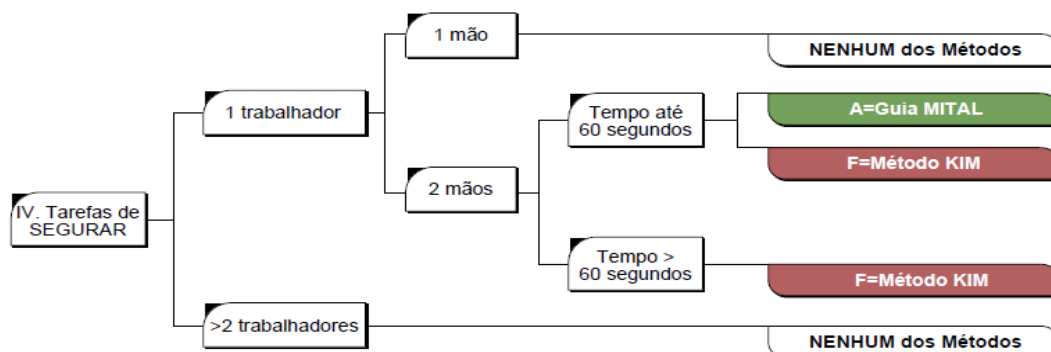 1 mão
NENHUM dos Métodos
1 trabalhador
Tempo até
60 segundos
A=Guia MITAL
F=Método KIM
2 mãos
IV. Tarefas de
SEGURAR
Tempo >
60 segundos
F=Método KIM
>2 trabalhadores
NENHUM dos Métodos